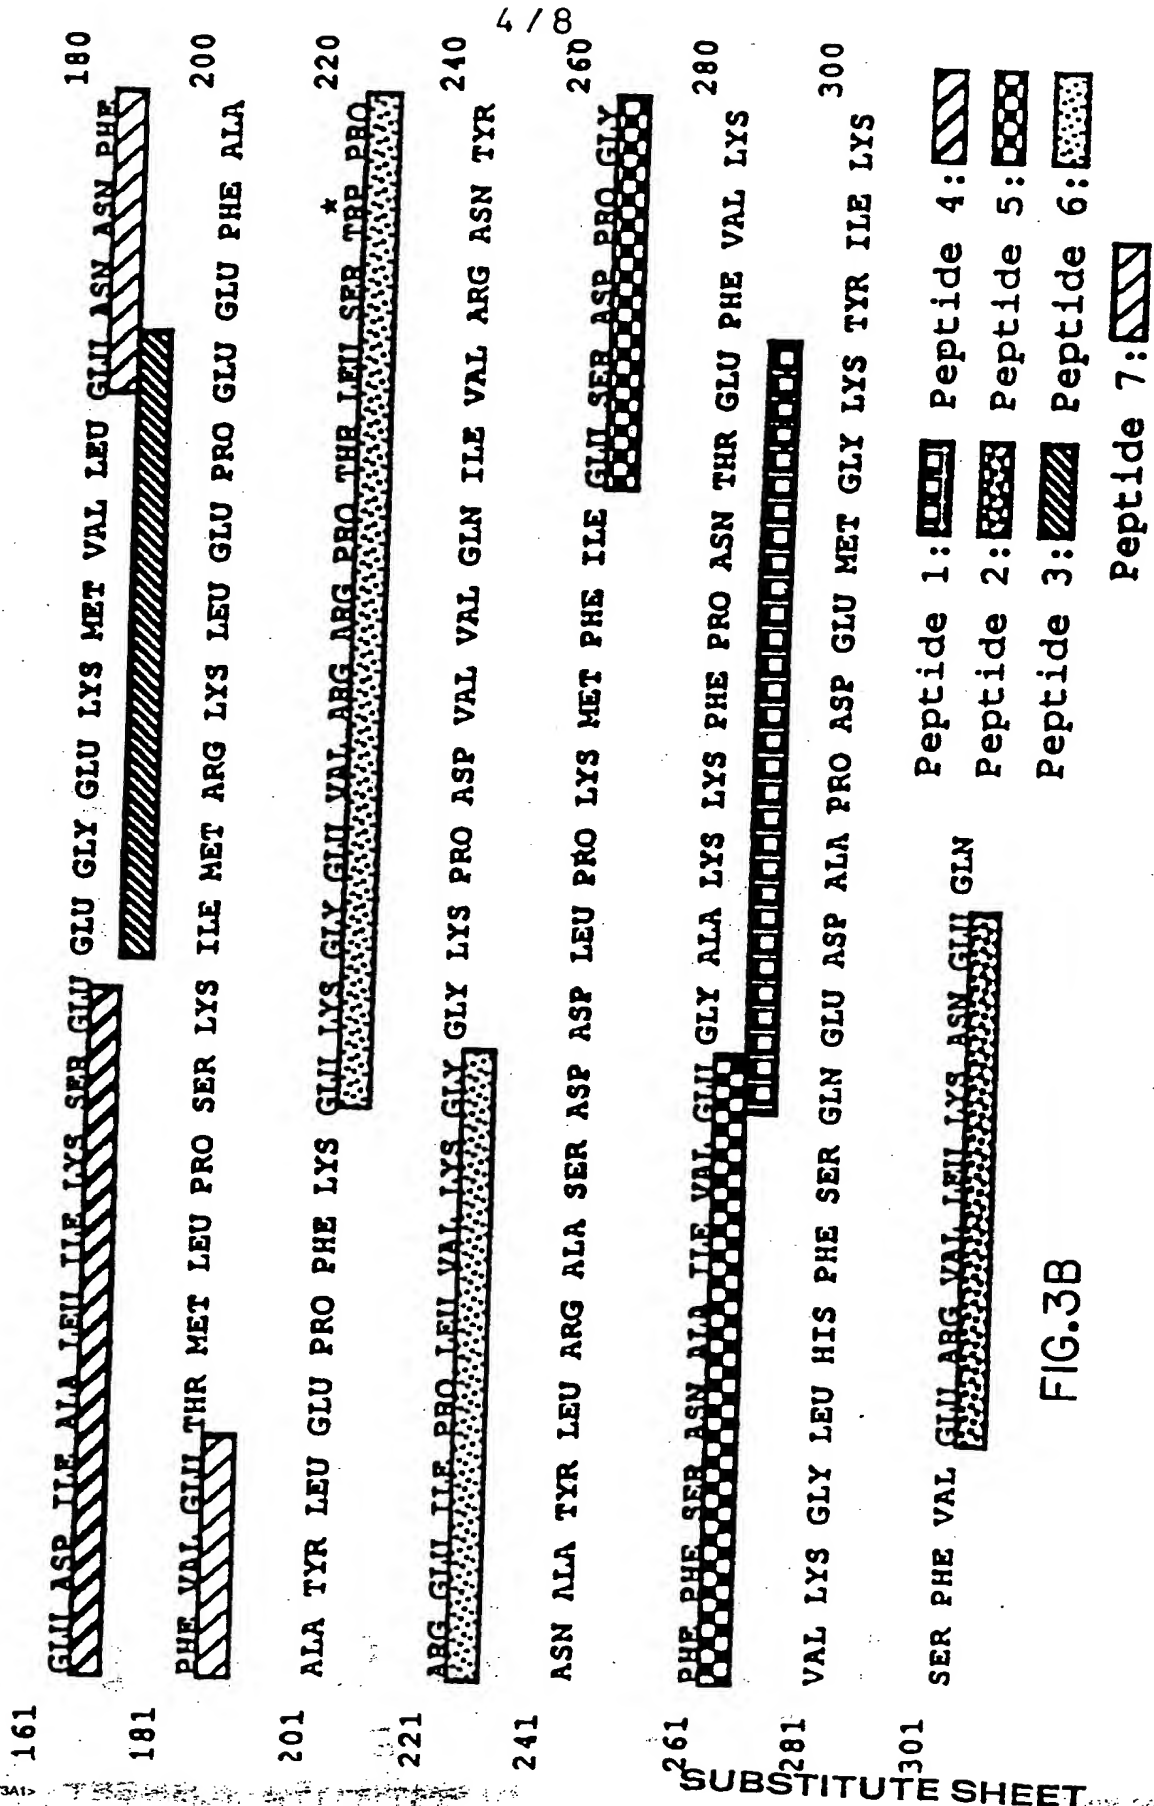 4 / 8
161 180
GLU ASP ILE ALA LEU ILE LYS SER GLU GLU GLY GLU LYS MET VAL LEU GLU ASN ASN PHE
181 200
PHE VAL GLU THR MET LEU PRO SER LYS ILE MET ARG LYS LEU GLU PRO GLU GLU PHE ALA
201 220
*
ALA TYR LEU GLU PRO PHE LYS GLU LYS GLY GLU VAL ARG ARG PRO THR LEU SER TRP PRO
221 240
ARG GLU ILE PRO LEU VAL LYS GLY GLY LYS PRO ASP VAL VAL GLN ILE VAL ARG ASN TYR
241 260
ASN ALA TYR LEU ARG ALA SER ASP ASP LEU PRO LYS MET PHE ILE GLU SER ASP PRO GLY
261 280
PHE PHE SER ASN ALA ILE VAL GLU GLY ALA LYS LYS PHE PRO ASN THR GLU PHE VAL LYS
281 300
VAL LYS GLY LEU HIS PHE SER GLN GLU ASP ALA PRO ASP GLU MET GLY LYS TYR ILE LYS
301
SER PHE VAL GLU ARG VAL LEU LYS ASN GLU GLN
Peptide 1: Peptide 4:
Peptide 2: Peptide 5:
Peptide 3: Peptide 6:
Peptide 7:
FIG.3B
SUBSTITUTE SHEET
3A1>